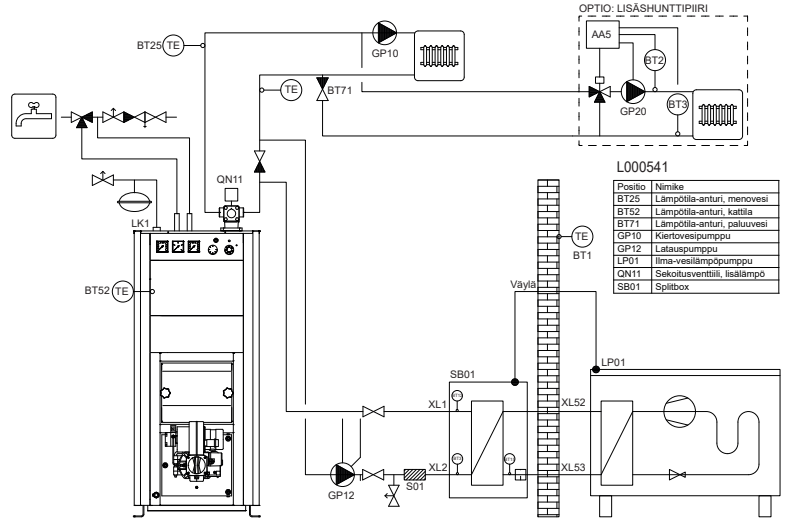 OPTIO: LISÄSHUNTTIPIIRI
AA5
BT2
BT25
TE
GP10
TE
BT71
GP20
BT3
L000541
Positio Nimike
BT25 Lämpötila-anturi, menovesi
BT52 Lämpötila-anturi, kattila
BT71 Lämpötila-anturi, paluuvesi
GP10 Kiertovesipumppu
GP12 Latauspumppu
LP01 Ilma-vesilämpöpumppu
QN11 Sekoitusventtiili, lisälämpö
SB01 Splitbox
QN11
LK1
TE
BT1
BT52
TE
Väylä
LP01
SB01
XL1
XL52
XL2
XL53
S01
GP12